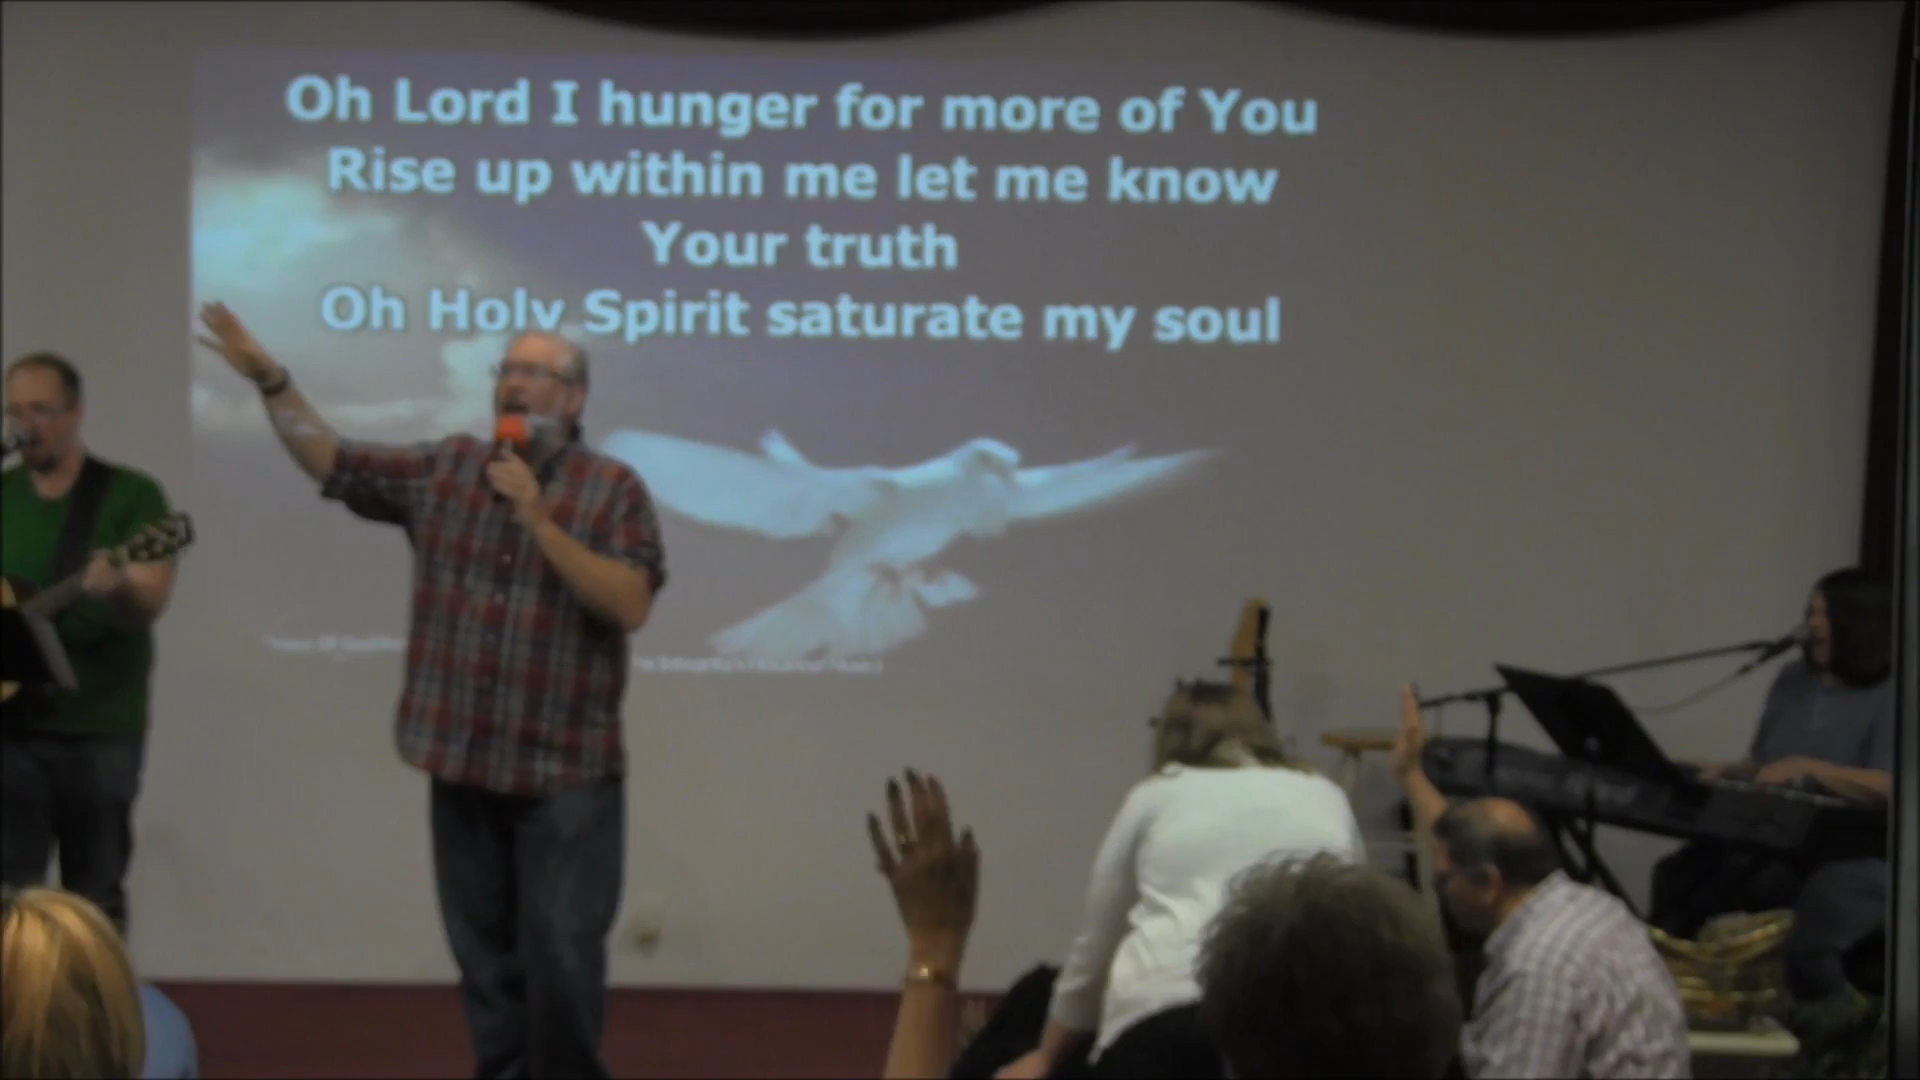 Oh Lord I hunger for more of You
Rise up within me let me know
Your truth
Oh Holy Spirit saturate my soul